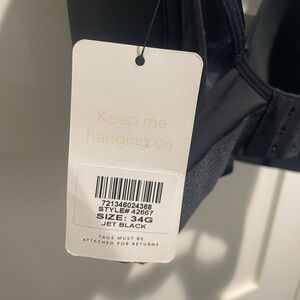 Keep me
hanging on
721346024368
STYLE# 42667
SIZE: 34G
JET BLACK
TAGS MUST BE
ATTACHED FOR RETURNS